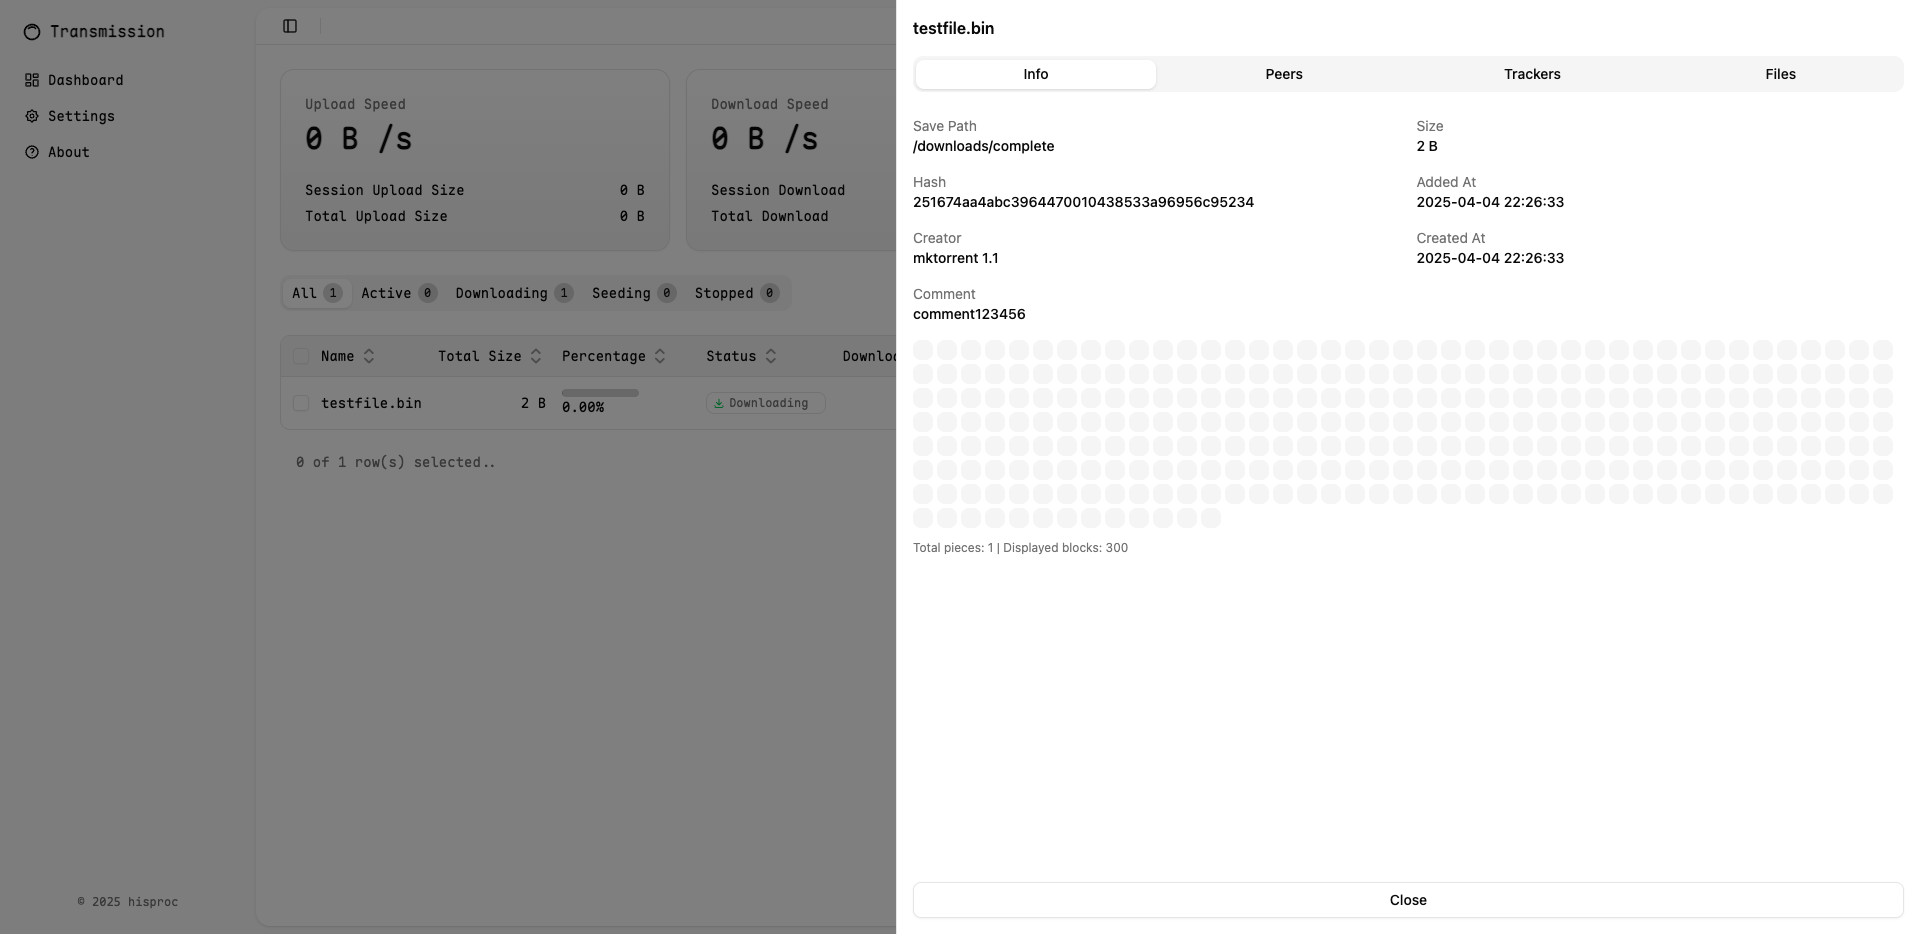 Transmission
Dashboard
Settings
About
© 2025 hisproc
Upload Speed
0 B /s
Session Upload Size 0 B
Total Upload Size 0 B
Download Speed
0 B /s
Session Download
Total Download
All 1 Active 0 Downloading 1 Seeding 0 Stopped 0
Name Total Size Percentage Status Downlo
testfile.bin 2 B 0.00% Downloading
0 of 1 row(s) selected..
testfile.bin
Info Peers Trackers Files
Save Path
/downloads/complete
Size
2 B
Hash
251674aa4abc3964470010438533a96956c95234
Added At
2025-04-04 22:26:33
Creator
mktorrent 1.1
Created At
2025-04-04 22:26:33
Comment
comment123456
Total pieces: 1 | Displayed blocks: 300
Close